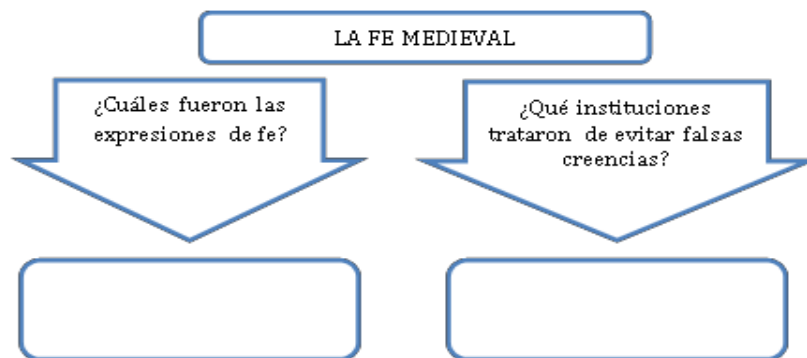 LA FE MEDIEVAL
¿Cuáles fueron las
expresiones de fe?
¿Qué instituciones
trataron de evitar falsas
creencias?